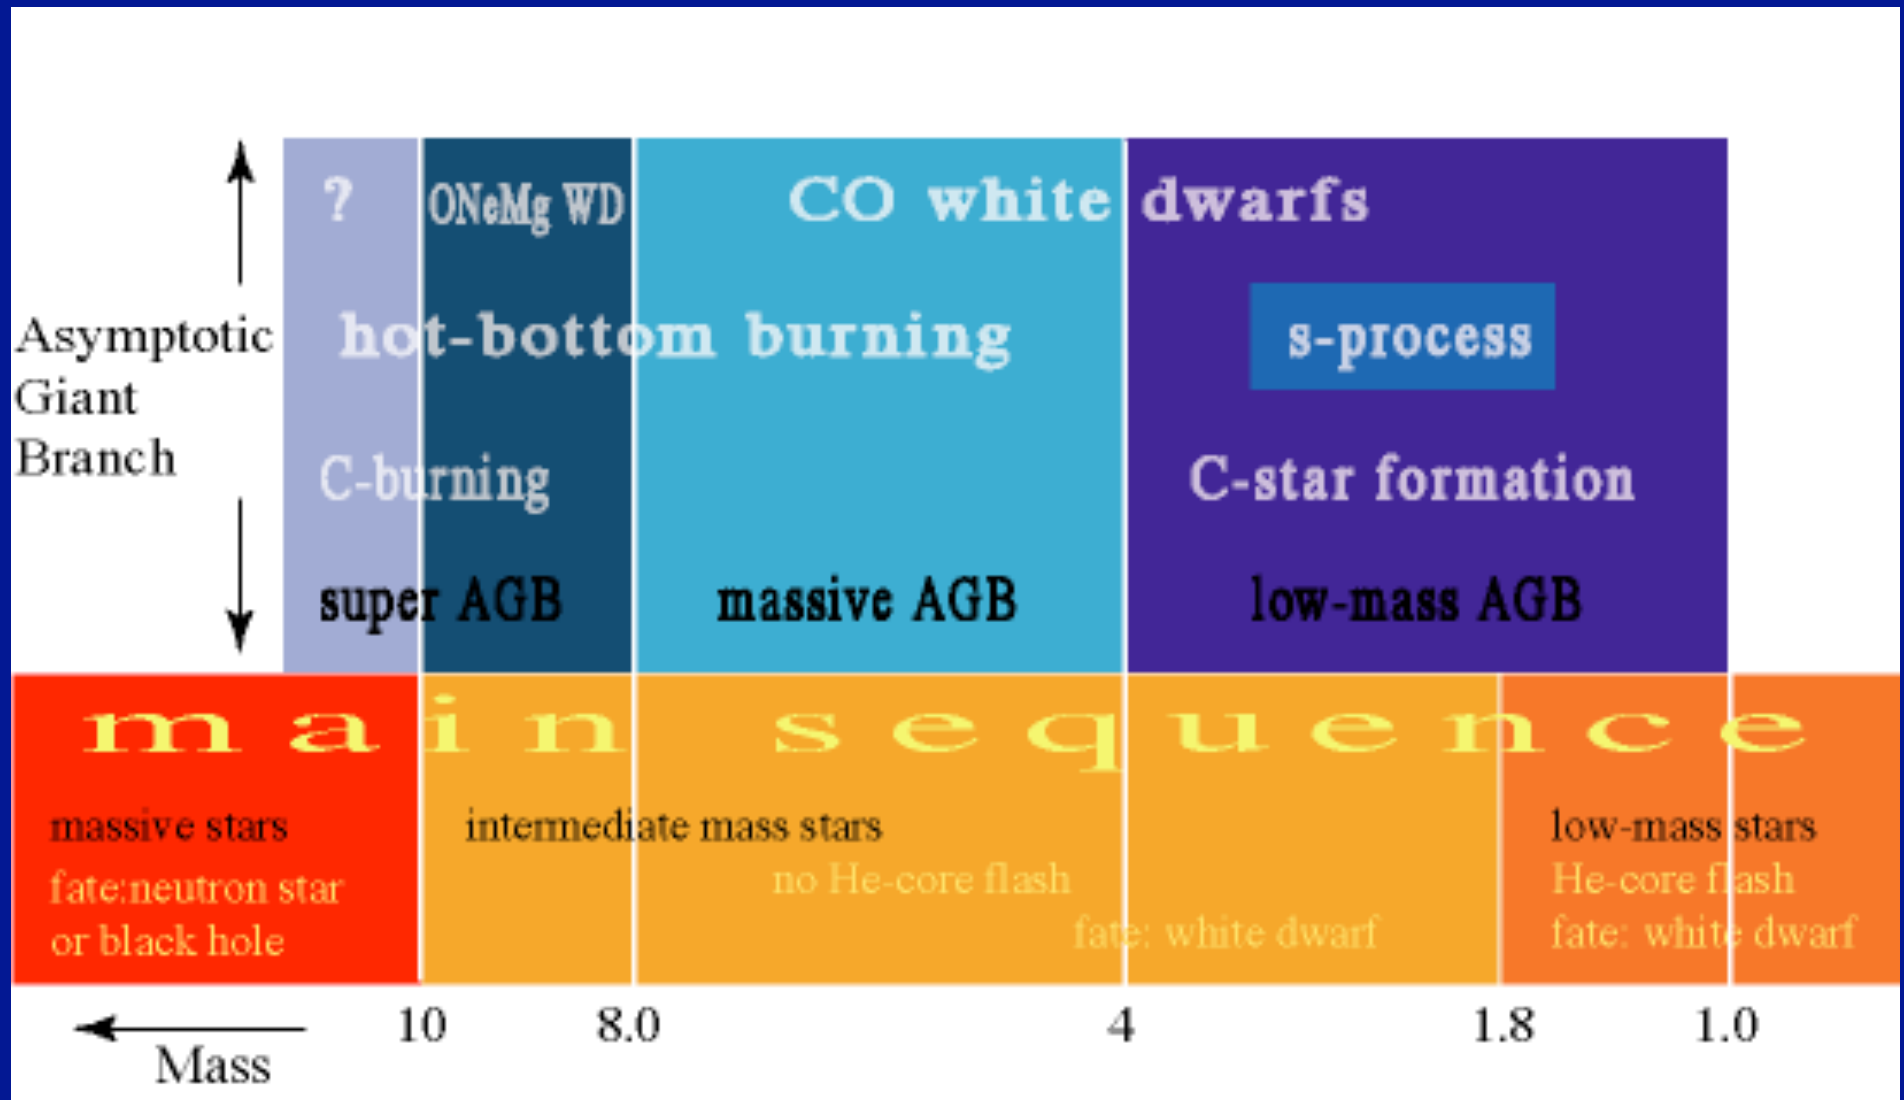 ? ONeMg WD CO white dwarfs
Asymptotic
Giant
Branch
hot-bottom burning
s-process
C-burning
C-star formation
super AGB
massive AGB
low-mass AGB
main sequence
massive stars
fate:neutron star
or black hole
intermediate mass stars
no He-core flash
fate: white dwarf
low-mass stars
He-core flash
fate: white dwarf
10 8.0 4 1.8 1.0
Mass